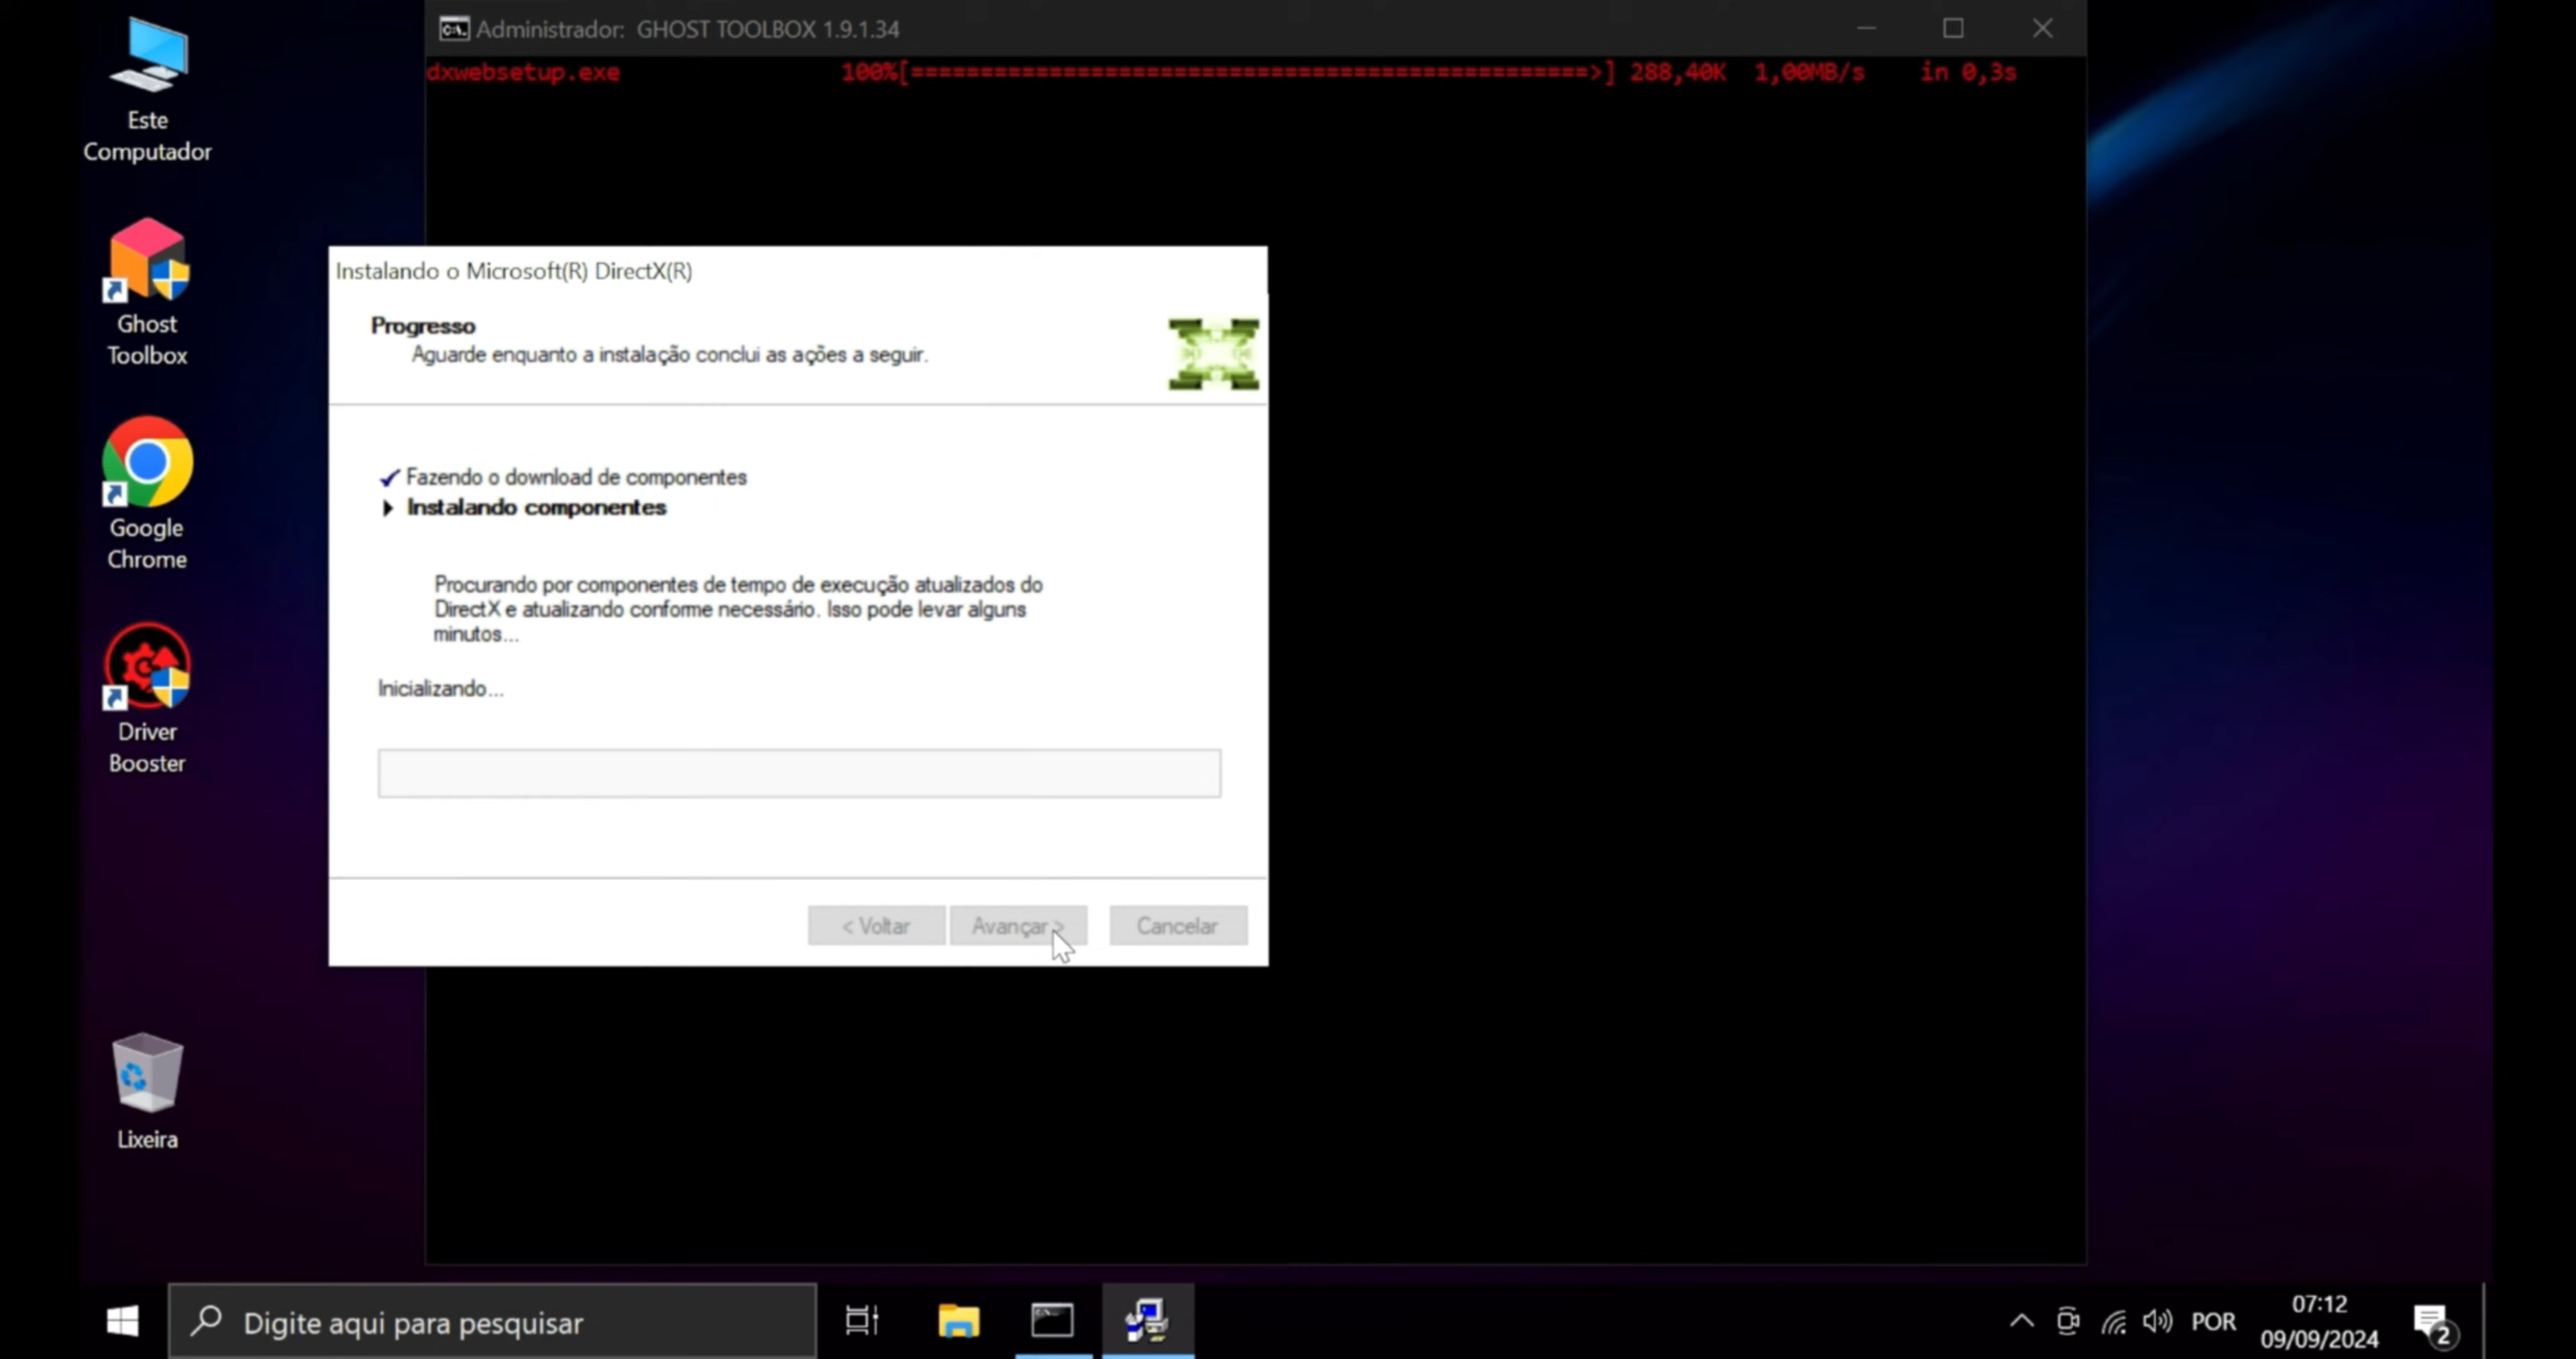 Administrador: GHOST TOOLBOX 1.9.1.34
dxwebsetup.exe 100%[=================================================>] 288,40K 1,00MB/s in 0,3s
Este
Computador
Ghost
Toolbox
Google
Chrome
Driver
Booster
Lixeira
Instalando o Microsoft(R) DirectX(R)
Progresso
Aguarde enquanto a instalação conclui as ações a seguir.
Fazendo o download de componentes
Instalando componentes
Procurando por componentes de tempo de execução atualizados do
DirectX e atualizando conforme necessário. Isso pode levar alguns
minutos...
Inicializando...
< Voltar
Avançar >
Cancelar
Digite aqui para pesquisar
POR
07:12
09/09/2024
2